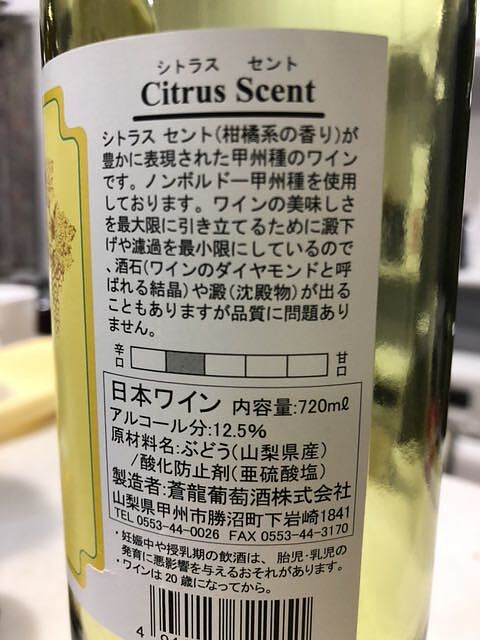 シトラス セント
Citrus Scent
シトラス セント(柑橘系の香り)が
豊かに表現された甲州種のワイン
です。ノンボルドー甲州種を使用
しております。ワインの美味しさ
を最大限に引き立てるために澱下
げや濾過を最小限にしているので
、酒石(ワインのダイヤモンドと呼
ばれる結晶)や澱(沈殿物)が出る
こともありますが品質に問題あり
ません。
辛口 甘口
日本ワイン 内容量:720mℓ
アルコール分:12.5%
原材料名:ぶどう(山梨県産)
/酸化防止剤(亜硫酸塩)
製造者:蒼龍葡萄酒株式会社
山梨県甲州市勝沼町下岩崎1841
TEL 0553-44-0026 FAX 0553-44-3170
・妊娠中や授乳期の飲酒は、胎児・乳児の
発育に悪影響を与えるおそれがあります。
・ワインは20歳になってから。